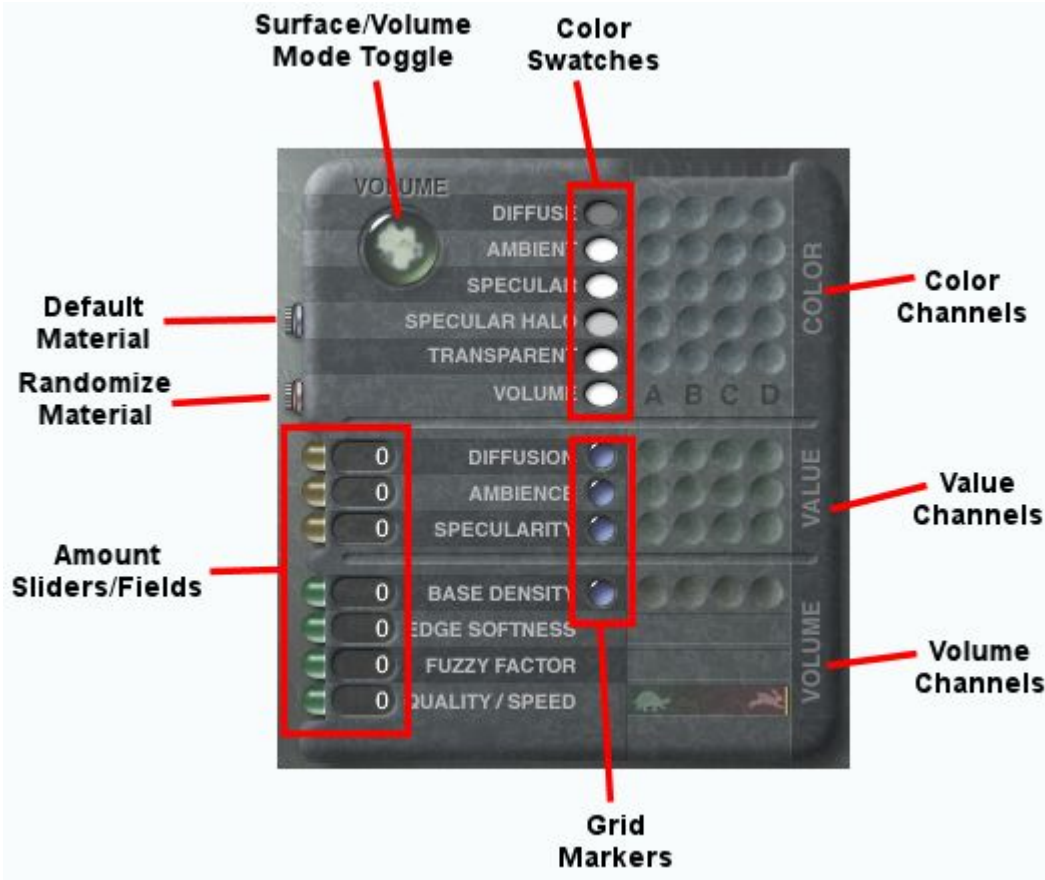 Surface/Volume
Mode Toggle
Color
Swatches
VOLUME
DIFFUSE
AMBIENT
SPECULAR
SPECULAR HALO
TRANSPARENT
VOLUME
A B C D
COLOR
Default
Material
Randomize
Material
Color
Channels
0 DIFFUSION
0 AMBIENCE
0 SPECULARITY
VALUE
Value
Channels
Amount
Sliders/Fields
0 BASE DENSITY
0 EDGE SOFTNESS
0 FUZZY FACTOR
0 QUALITY / SPEED
VOLUME
Volume
Channels
Grid
Markers